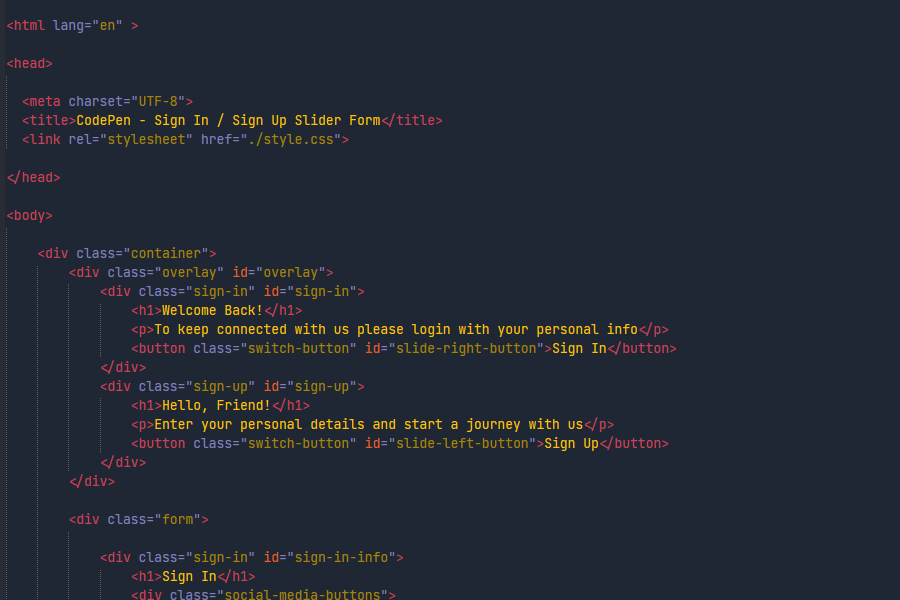 <html lang="en" >
<head>
<meta charset="UTF-8">
<title>CodePen - Sign In / Sign Up Slider Form</title>
<link rel="stylesheet" href="./style.css">
</head>
<body>
<div class="container">
<div class="overlay" id="overlay">
<div class="sign-in" id="sign-in">
<h1>Welcome Back!</h1>
<p>To keep connected with us please login with your personal info</p>
<button class="switch-button" id="slide-right-button">Sign In</button>
</div>
<div class="sign-up" id="sign-up">
<h1>Hello, Friend!</h1>
<p>Enter your personal details and start a journey with us</p>
<button class="switch-button" id="slide-left-button">Sign Up</button>
</div>
</div>
<div class="form">
<div class="sign-in" id="sign-in-info">
<h1>Sign In</h1>
<div class="social-media-buttons">